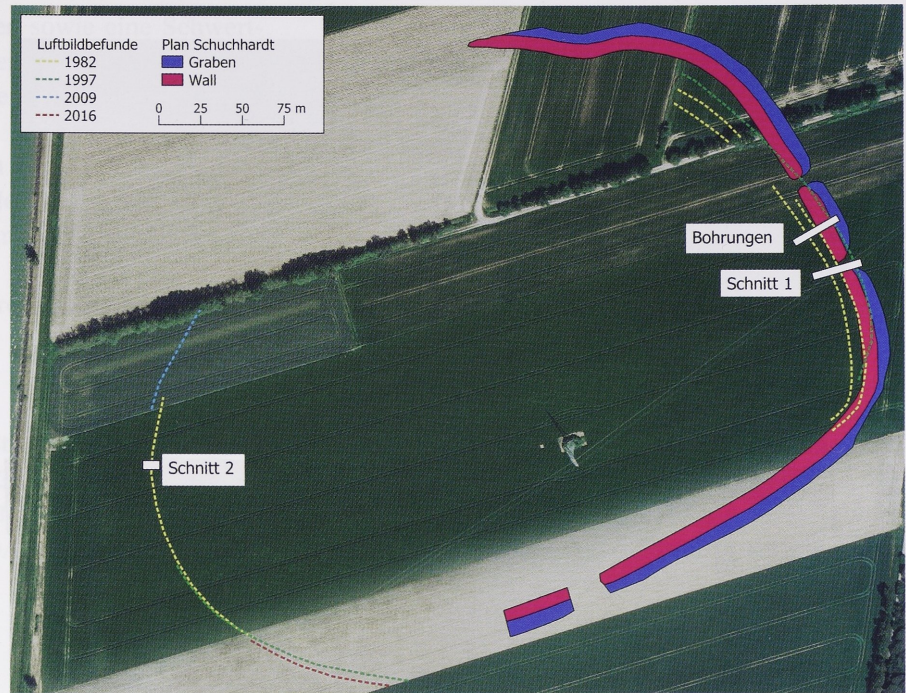 Luftbildbefunde
1982
1997
2009
2016
Plan Schuchhardt
Graben
Wall
0 25 50 75 m
Bohrungen
Schnitt 1
Schnitt 2